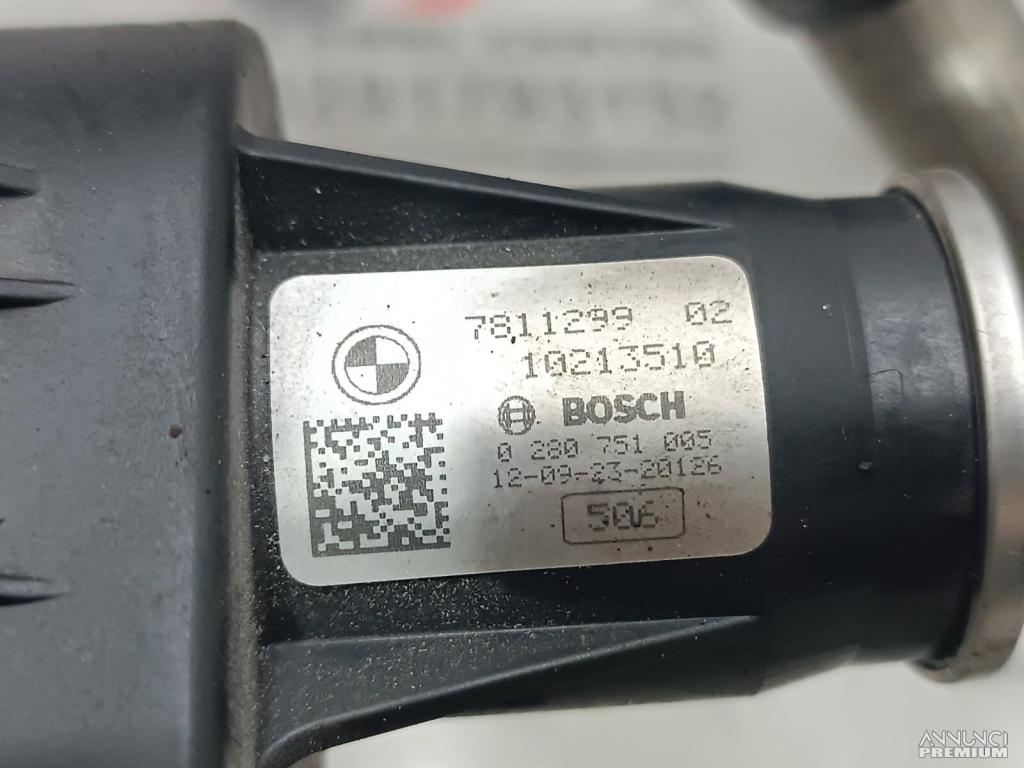 7811299 02
10213510
BOSCH
0 280 751 005
12-09-23-20126
506
ANNUNCI
PREMIUM